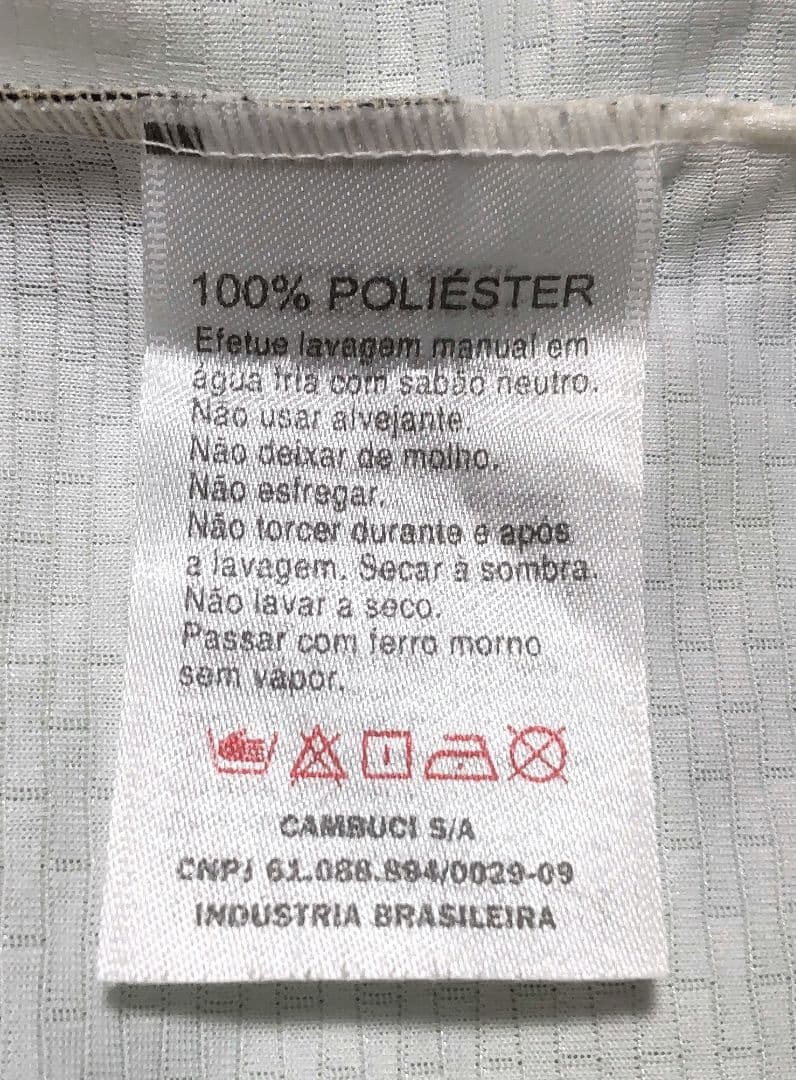 100% POLIÉSTER
Efetue lavagem manual em
água fria com sabão neutro.
Não usar alvejante.
Não deixar de molho.
Não esfregar.
Não torcer durante e após
a lavagem. Secar à sombra.
Não lavar a seco.
Passar com ferro morno
sem vapor.
CAMBUCI S/A
CNPJ 61.088.894/0029-09
INDUSTRIA BRASILEIRA